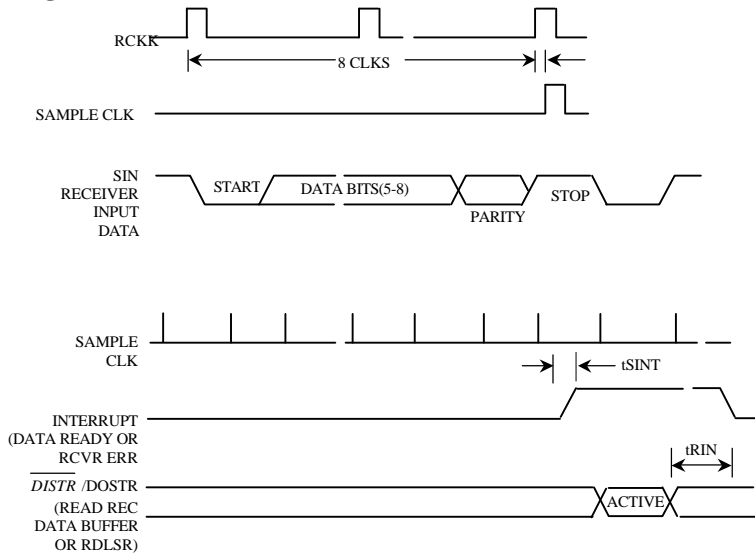 RCKK
8 CLKS
SAMPLE CLK
SIN
RECEIVER
INPUT
DATA
START
DATA BITS(5-8)
PARITY
STOP
SAMPLE
CLK
tSINT
INTERRUPT
(DATA READY OR
RCVR ERR
tRIN
DISTR /DOSTR
ACTIVE
(READ REC
DATA BUFFER
OR RDLSR)